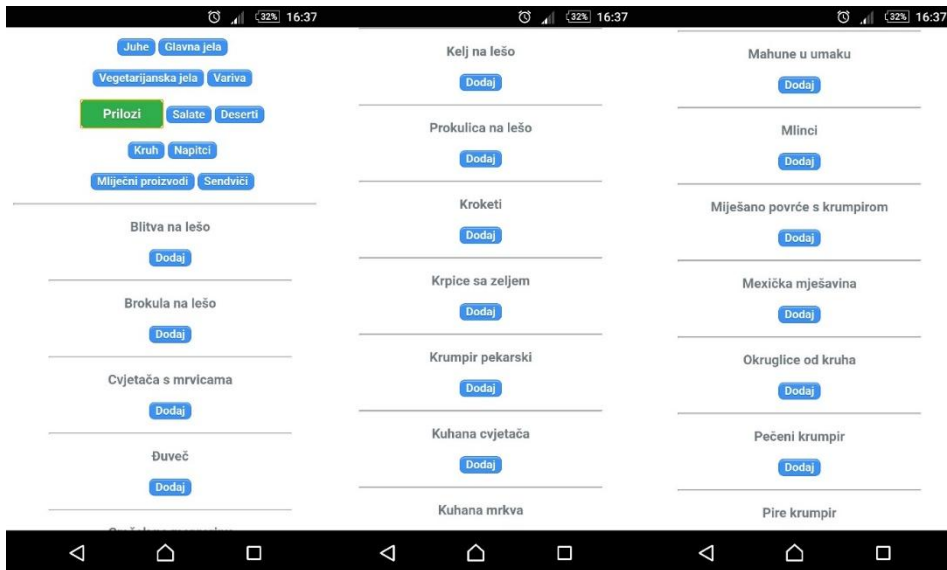 32% 16:37
Juhe Glavna jela
Vegetarijanska jela Variva
Prilozi Salate Deserti
Kruh Napitci
Mliječni proizvodi Sendviči
Blitva na lešo
Dodaj
Brokula na lešo
Dodaj
Cvjetača s mrvicama
Dodaj
Đuveč
Dodaj
32% 16:37
Kelj na lešo
Dodaj
Prokulica na lešo
Dodaj
Kroketi
Dodaj
Krpice sa zeljem
Dodaj
Krumpir pekarski
Dodaj
Kuhana cvjetača
Dodaj
Kuhana mrkva
32% 16:37
Mahune u umaku
Dodaj
Mlinci
Dodaj
Miješano povrće s krumpirom
Dodaj
Mexička mješavina
Dodaj
Okruglice od kruha
Dodaj
Pečeni krumpir
Dodaj
Pire krumpir